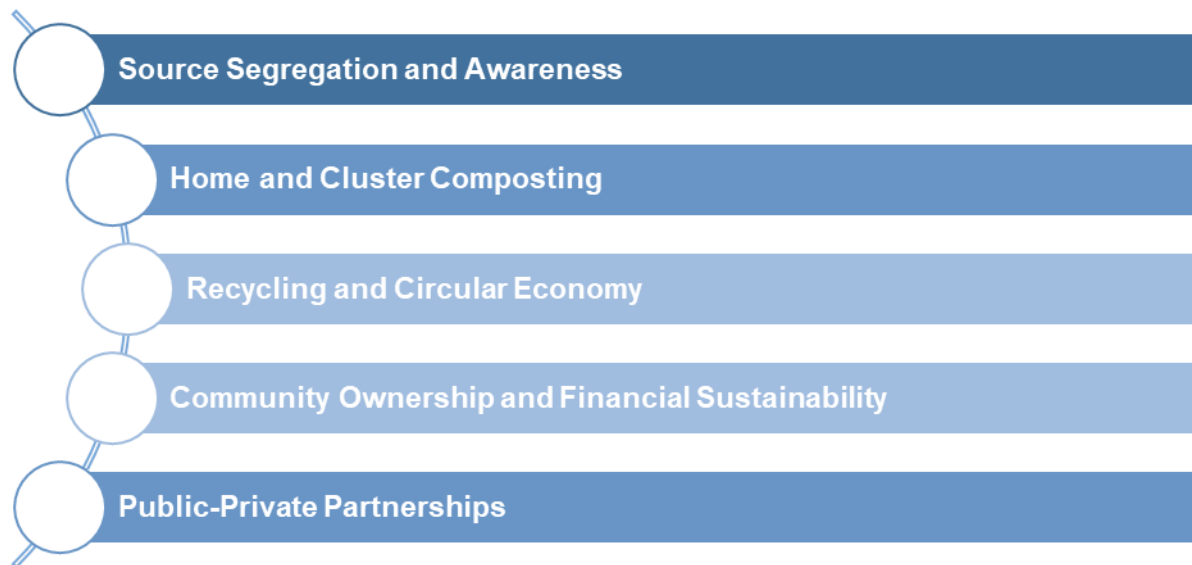 Source Segregation and Awareness
Home and Cluster Composting
Recycling and Circular Economy
Community Ownership and Financial Sustainability
Public-Private Partnerships